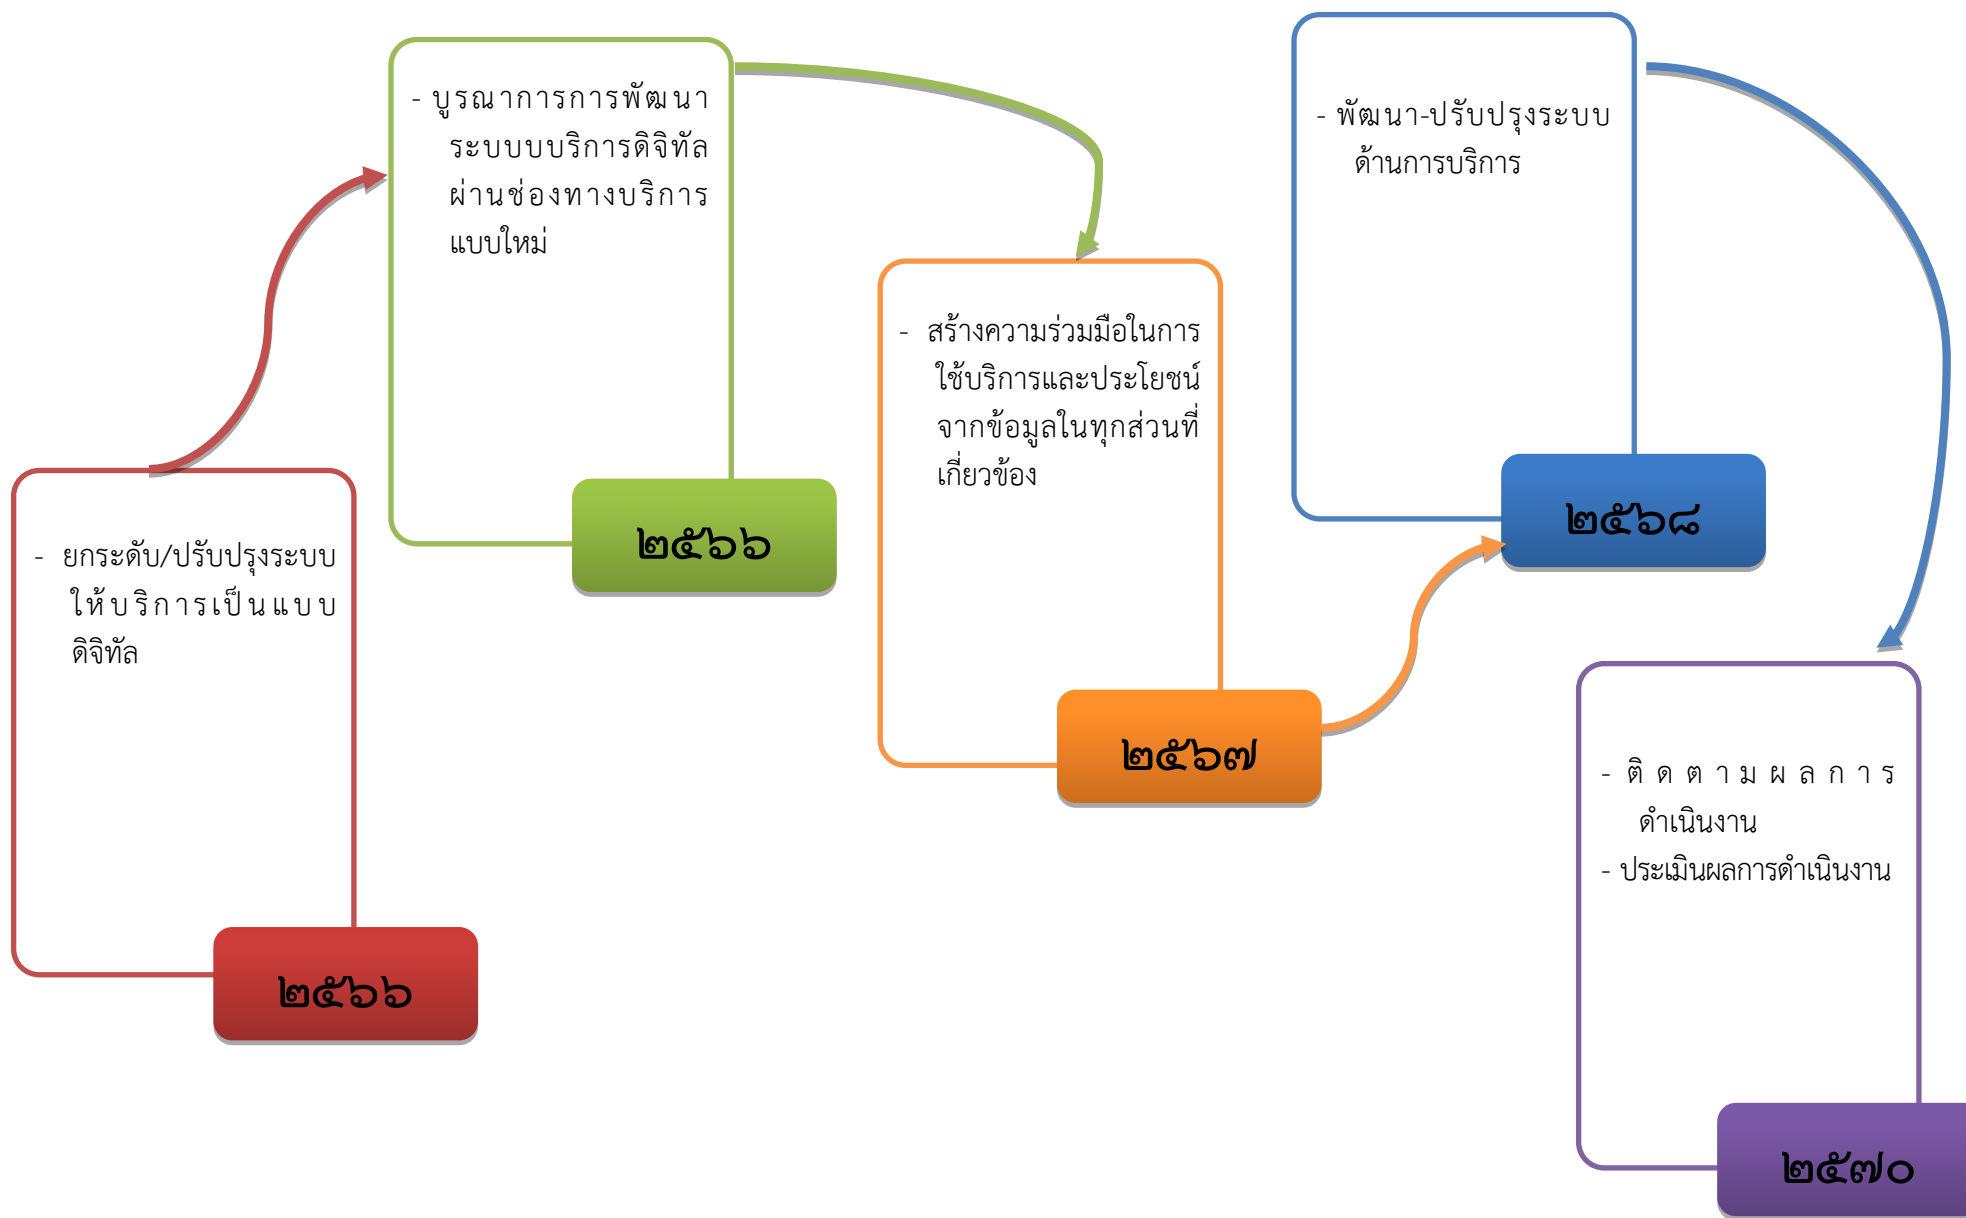 - ยกระดับ/ปรับปรุงระบบ
ให้บริการเป็นแบบ
ดิจิทัล
๒๕๖๖
- บูรณาการการพัฒนา
ระบบบบริการดิจิทัล
ผ่านช่องทางบริการ
แบบใหม่
๒๕๖๖
- สร้างความร่วมมือในการ
ใช้บริการและประโยชน์
จากข้อมูลในทุกส่วนที่
เกี่ยวข้อง
๒๕๖๗
- พัฒนา-ปรับปรุงระบบ
ด้านการบริการ
๒๕๖๘
- ติดตามผลการ
ดำเนินงาน
- ประเมินผลการดำเนินงาน
๒๕๗๐